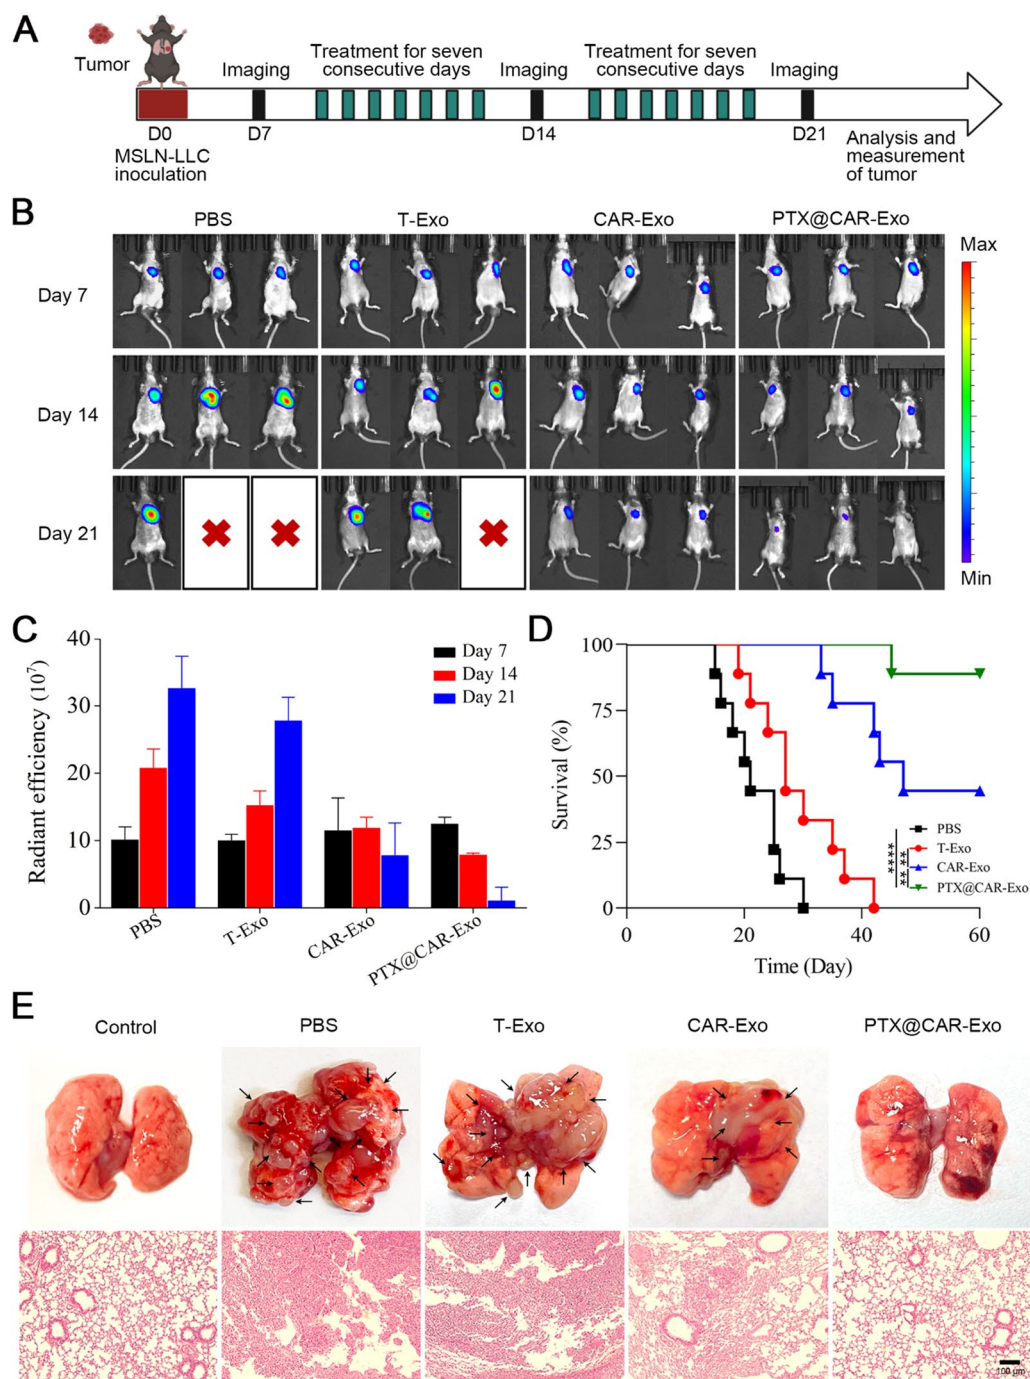 A
Tumor
Imaging
Treatment for seven
consecutive days
Imaging
Treatment for seven
consecutive days
Imaging
D0
D7
D14
D21
MSLN-LLC
inoculation
Analysis and
measurement
of tumor
B
PBS
T-Exo
CAR-Exo
PTX@CAR-Exo
Day 7
Day 14
Day 21
Max
Min
C
Radiant efficiency (10⁷)
40
30
20
10
0
Day 7
Day 14
Day 21
PBS
T-Exo
CAR-Exo
PTX@CAR-Exo
D
Survival (%)
100
75
50
25
0
0
20
40
60
Time (Day)
PBS
T-Exo
CAR-Exo
PTX@CAR-Exo
****
**
**
E
Control
PBS
T-Exo
CAR-Exo
PTX@CAR-Exo
100 μm